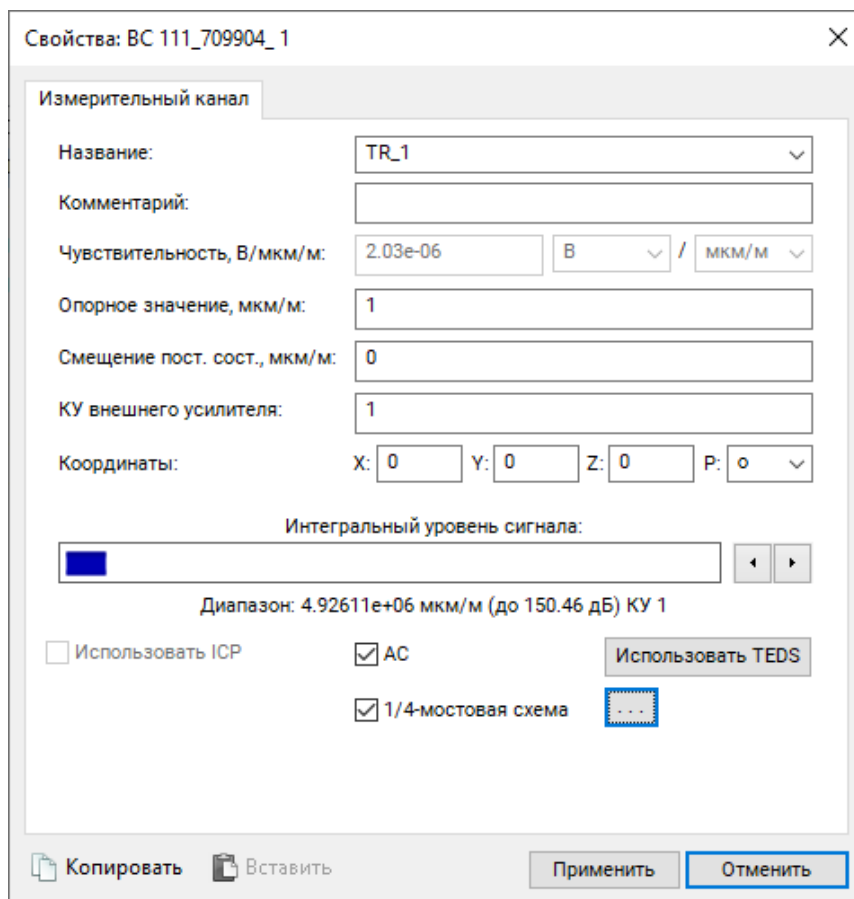 Свойства: BC 111_709904_ 1
Измерительный канал
Название: TR_1
Комментарий:
Чувствительность, В/мкм/м: 2.03e-06 В / мкм/м
Опорное значение, мкм/м: 1
Смещение пост. сост., мкм/м: 0
КУ внешнего усилителя: 1
Координаты: X: 0 Y: 0 Z: 0 P: о
Интегральный уровень сигнала:
Диапазон: 4.92611e+06 мкм/м (до 150.46 дБ) КУ 1
Использовать ICP АС Использовать TEDS
1/4-мостовая схема ...
Копировать Вставить Применить Отменить